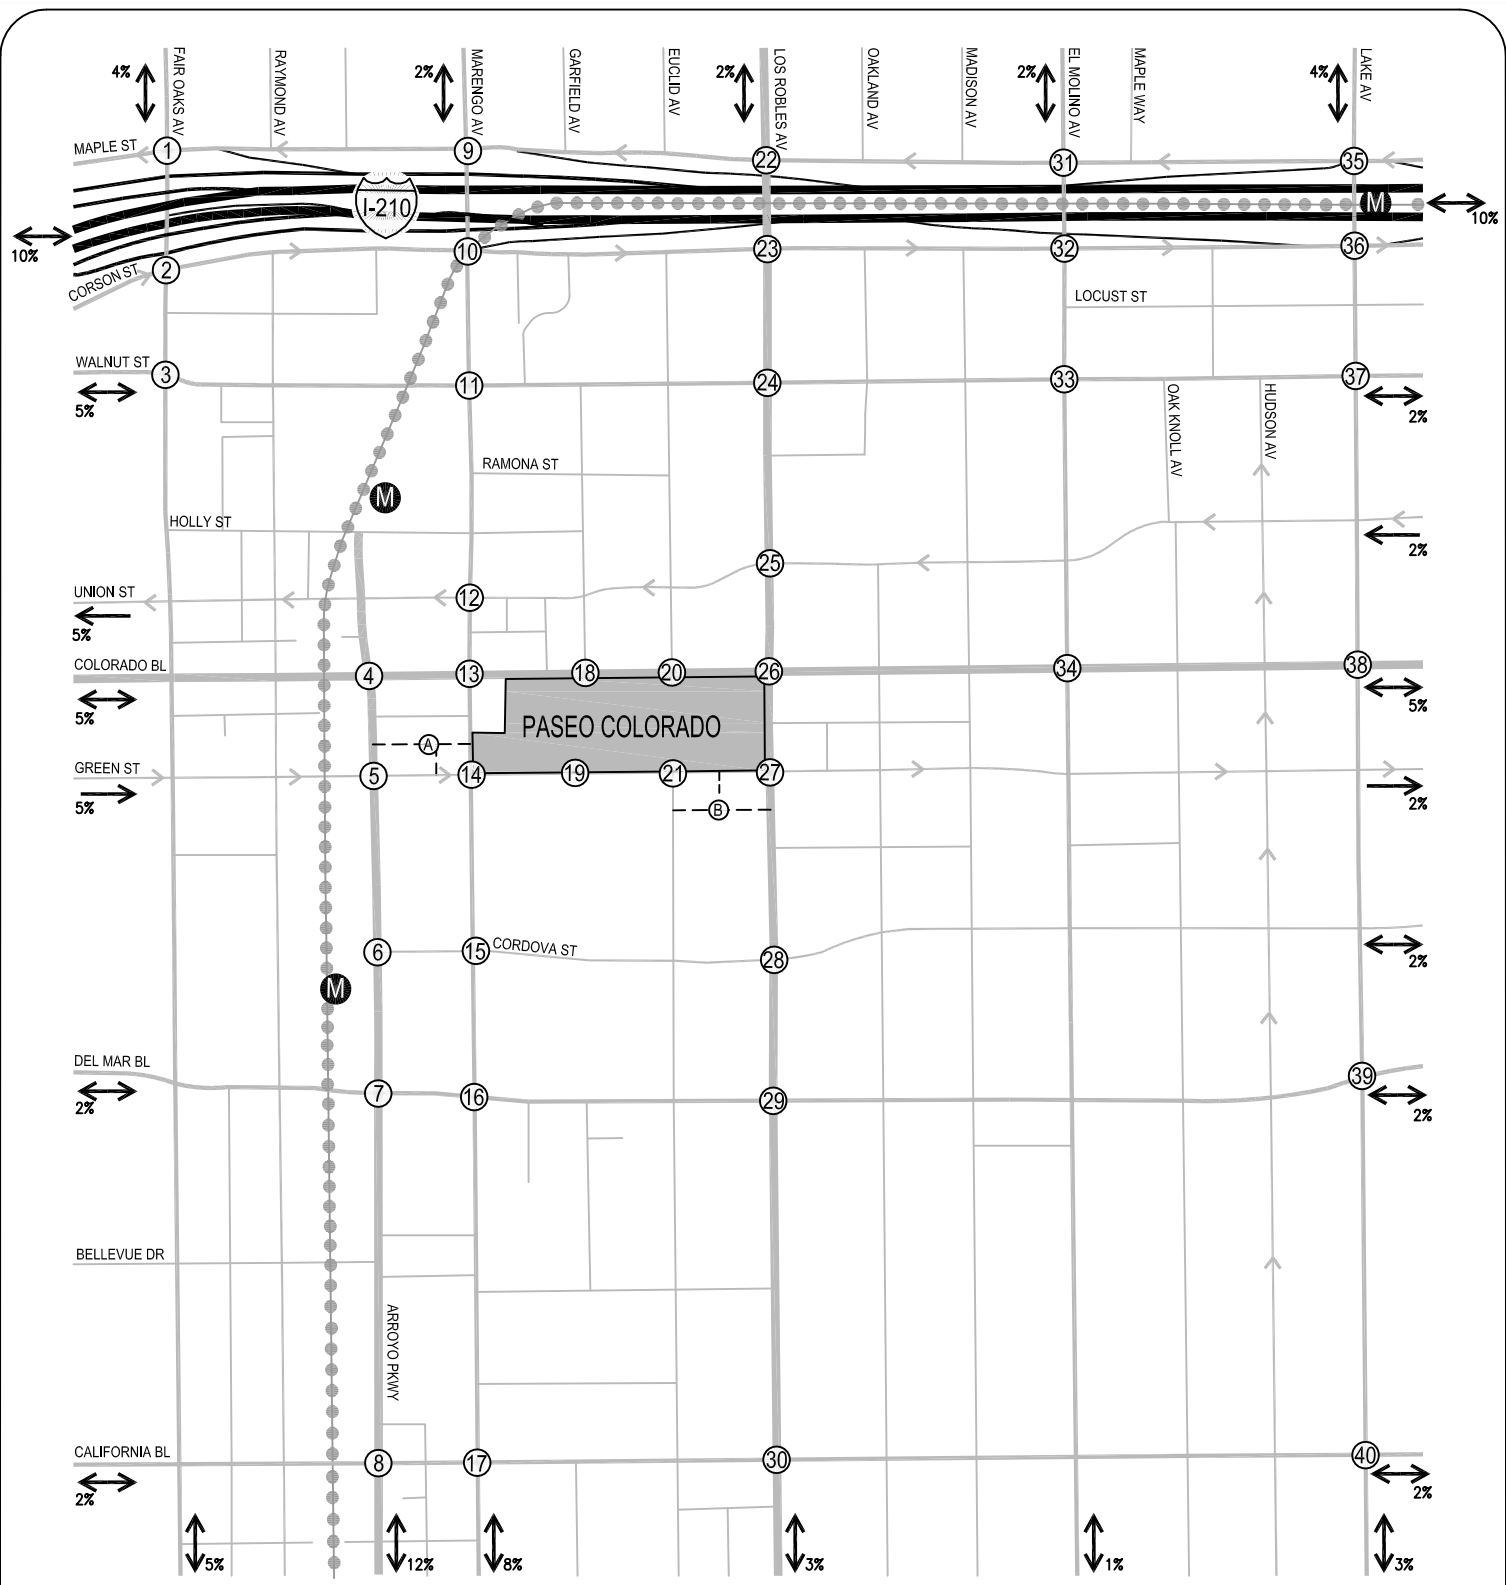 4%
FAIR OAKS AV
RAYMOND AV
2%
MARENGO AV
GARFIELD AV
EUCLID AV
2%
LOS ROBLES AV
OAKLAND AV
MADISON AV
2%
EL MOLINO AV
MAPLE WAY
4%
LAKE AV
MAPLE ST
1
9
22
31
35
I-210
M
10%
10%
CORSON ST
2
10
23
32
36
LOCUST ST
WALNUT ST
3
11
24
33
37
5%
2%
OAK KNOLL AV
HUDSON AV
RAMONA ST
M
HOLLY ST
2%
25
UNION ST
12
5%
COLORADO BL
4
13
18
20
26
34
38
5%
5%
PASEO COLORADO
A
GREEN ST
5
14
19
21
27
5%
2%
B
6
15
CORDOVA ST
28
2%
M
DEL MAR BL
7
16
29
39
2%
2%
BELLEVUE DR
ARROYO PKWY
CALIFORNIA BL
8
17
30
40
2%
2%
5%
12%
8%
3%
1%
3%